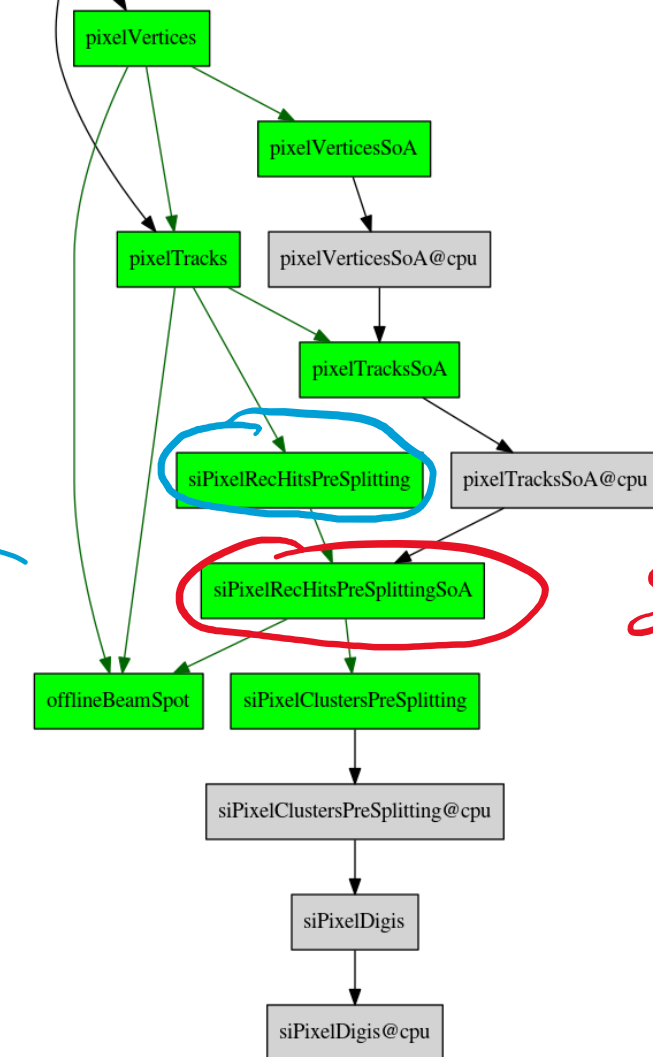 pixelVertices
pixelVerticesSoA
pixelTracks
pixelVerticesSoA@cpu
pixelTracksSoA
siPixelRecHitsPreSplitting
pixelTracksSoA@cpu
siPixelRecHitsPreSplittingSoA
offlineBeamSpot
siPixelClustersPreSplitting
siPixelClustersPreSplitting@cpu
siPixelDigis
siPixelDigis@cpu